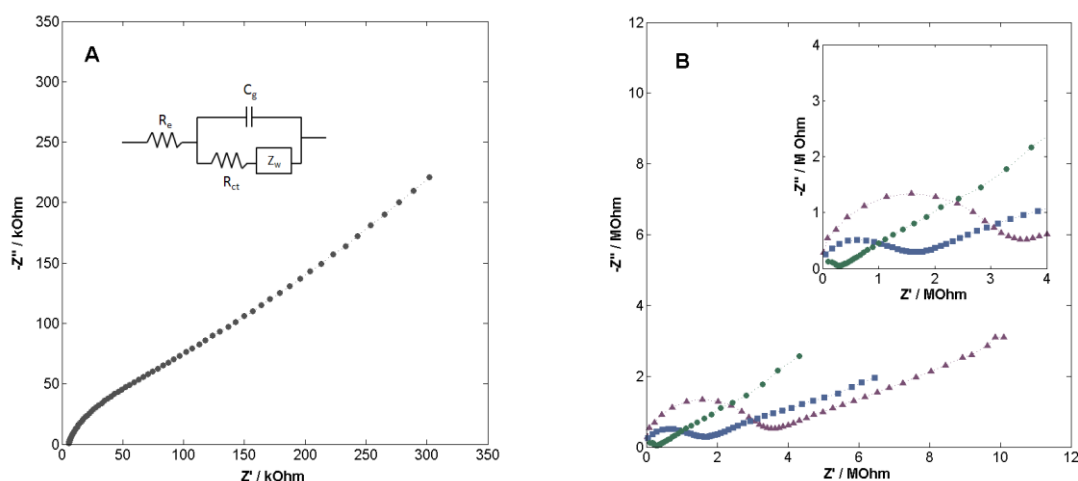 A
350
300
250
200
150
100
50
0
-Z'' / kOhm
0 50 100 150 200 250 300 350
Z' / kOhm
Re
Cg
Rct
Zw
B
12
10
8
6
4
2
0
-Z'' / MOhm
0 2 4 6 8 10 12
Z' / MOhm
4
3
2
1
0
-Z'' / M Ohm
0 1 2 3 4
Z' / MOhm